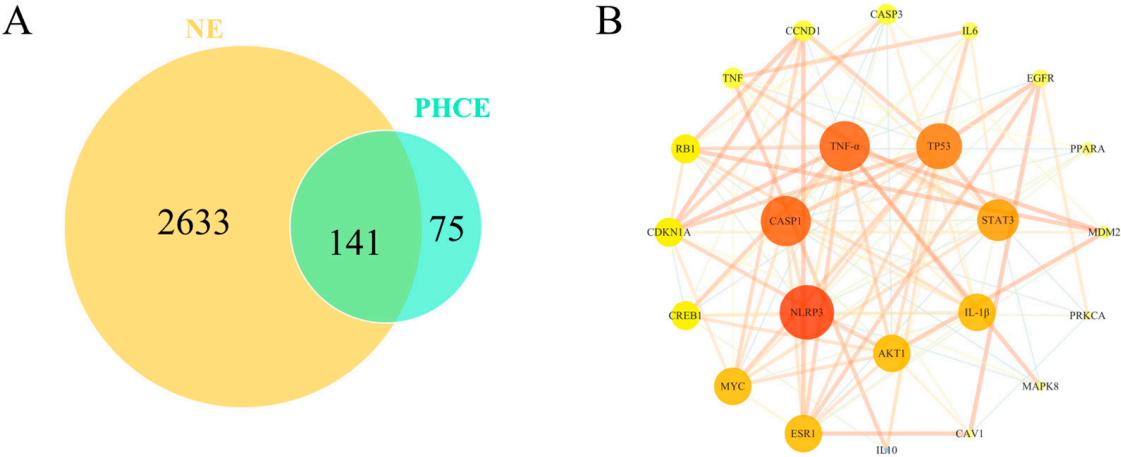 A
NE
PHCE
2633
141
75
B
CASP3
CCND1
IL6
TNF
EGFR
RB1
TNF-α
TP53
PPARA
CDKN1A
CASP1
STAT3
MDM2
CREB1
NLRP3
IL-1β
PRKCA
AKT1
MYC
MAPK8
ESR1
CAV1
IL10